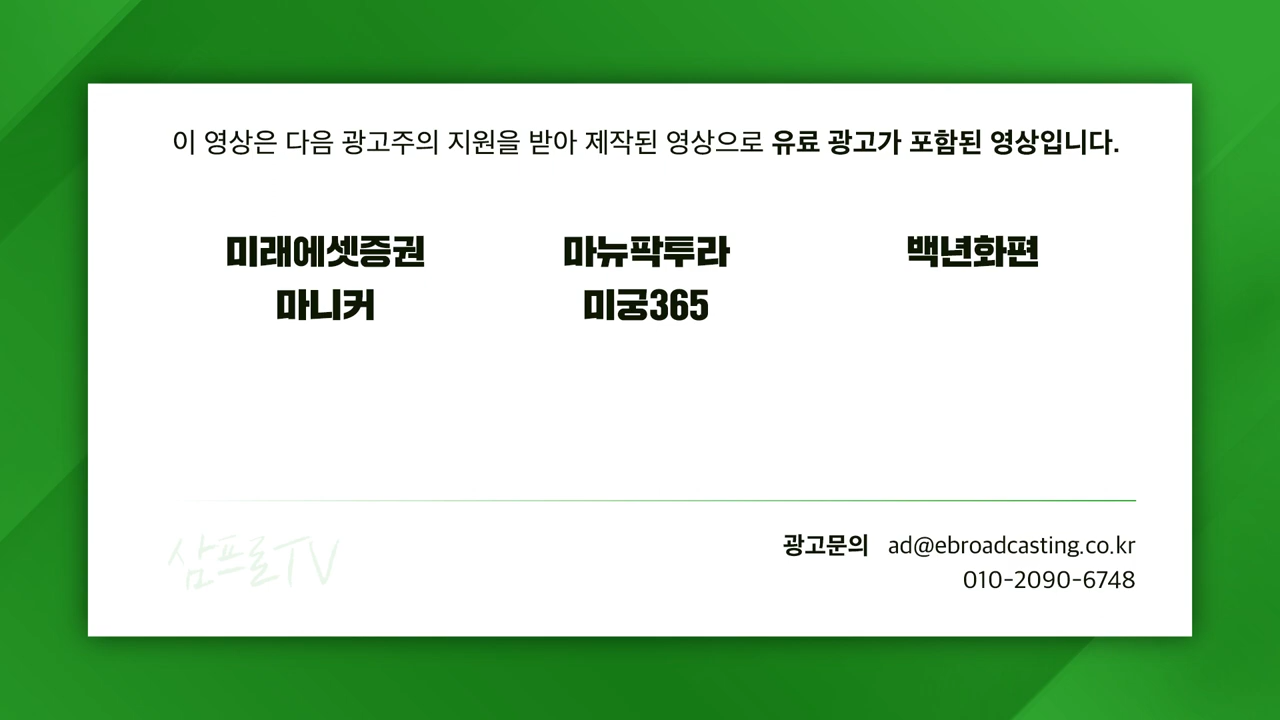 이 영상은 다음 광고주의 지원을 받아 제작된 영상으로 유료 광고가 포함된 영상입니다.
미래에셋증권 마뉴팍투라 백년화편
마니커 미궁365
삼프로TV
광고문의 ad@ebroadcasting.co.kr
010-2090-6748